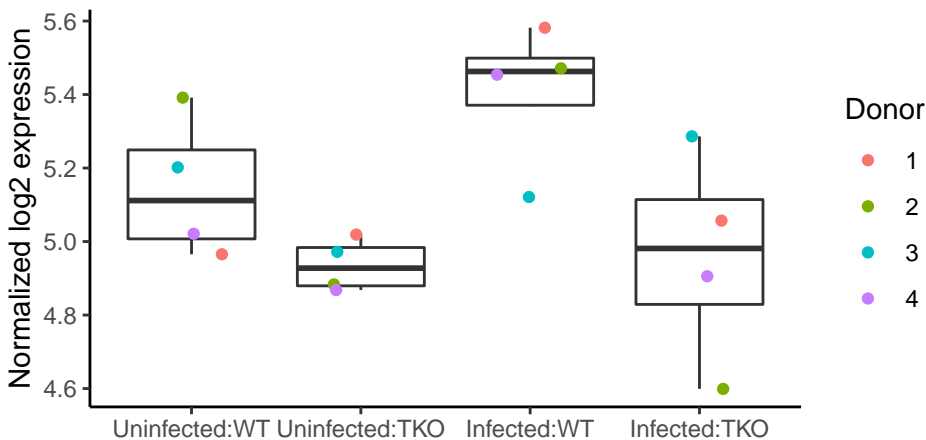 Normalized log2 expression
5.6
5.4
5.2
5.0
4.8
4.6
Uninfected:WT
Uninfected:TKO
Infected:WT
Infected:TKO
Donor
1
2
3
4